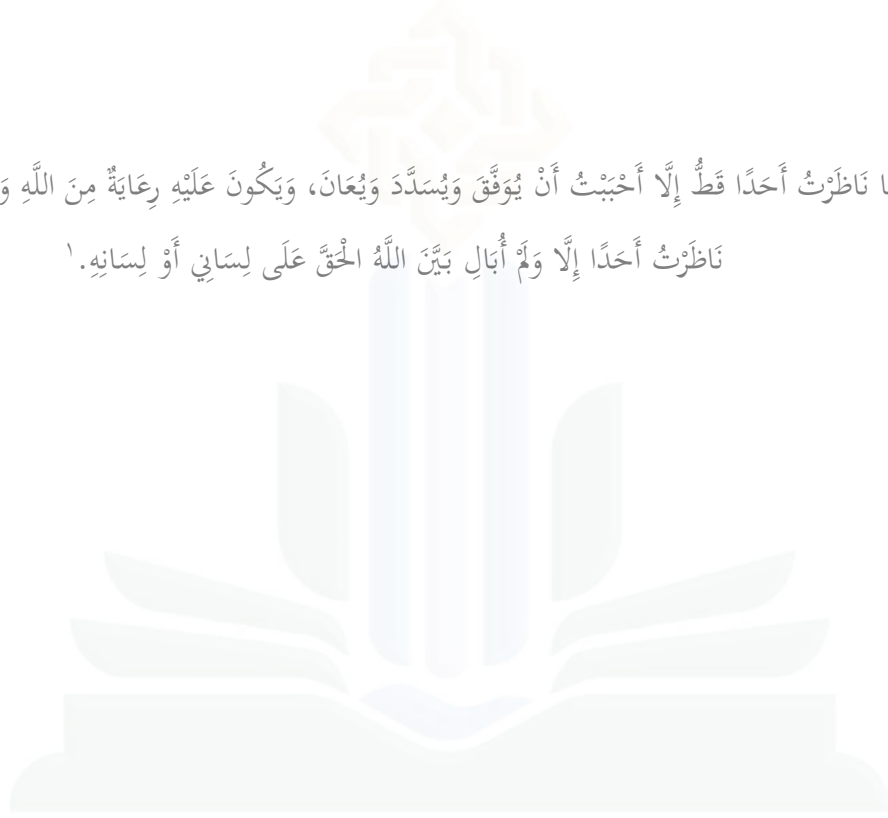 نَاظَرْتُ أَحَدًا قَطُّ إِلَّا أَحْبَبْتُ أَنْ يُوَفَّقَ وَيُسَدَّدَ وَيُعَانَ، وَيَكُونَ عَلَيْهِ رِعَايَةٌ مِنَ اللَّهِ
نَاظَرْتُ أَحَدًا إِلَّا وَلَمْ أُبَالِ بَيَّنَ اللَّهُ الْحَقَّ عَلَى لِسَانِي أَوْ لِسَانِهِ.١